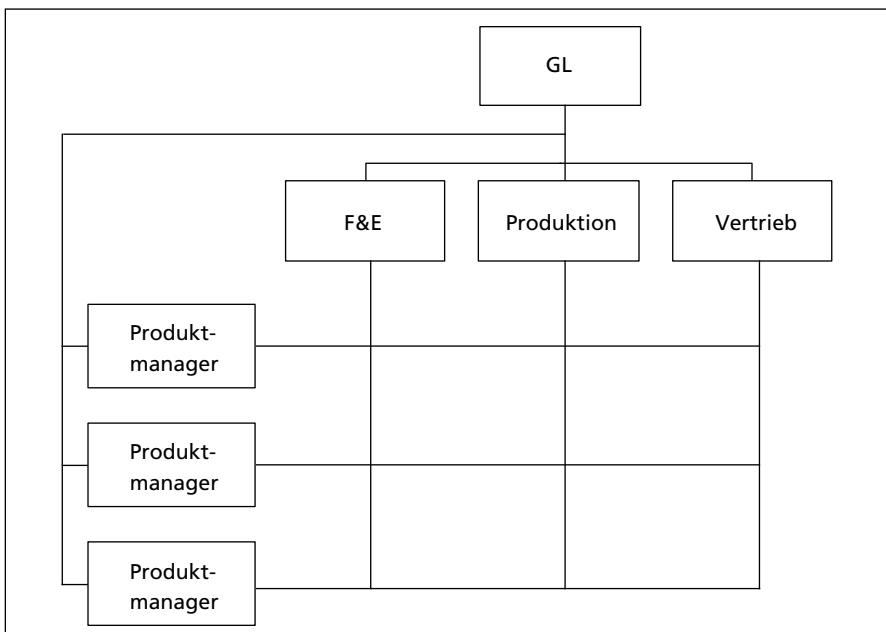 GL
F&E
Produktion
Vertrieb
Produkt-
manager
Produkt-
manager
Produkt-
manager